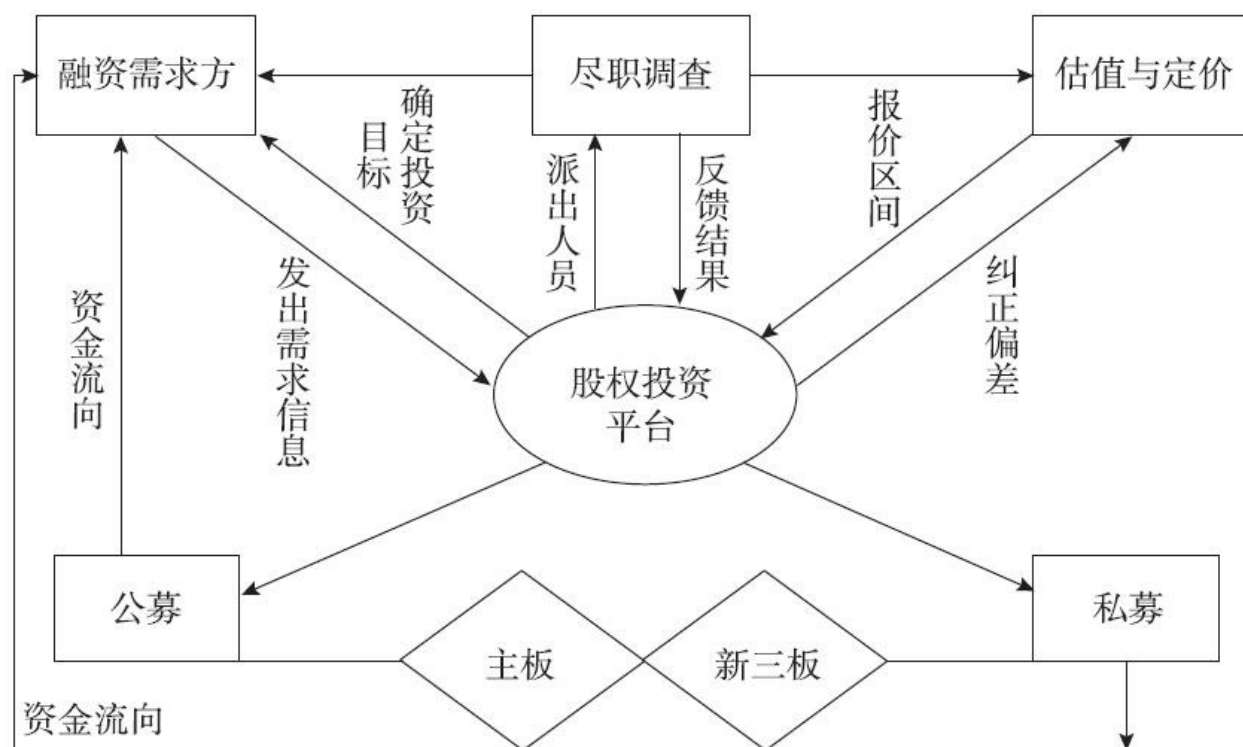 融资需求方
尽职调查
估值与定价
确定投资
目标
派出人员
反馈结果
报价区间
纠正偏差
发出需求信息
资金流向
股权投资
平台
公募
主板
新三板
私募
资金流向